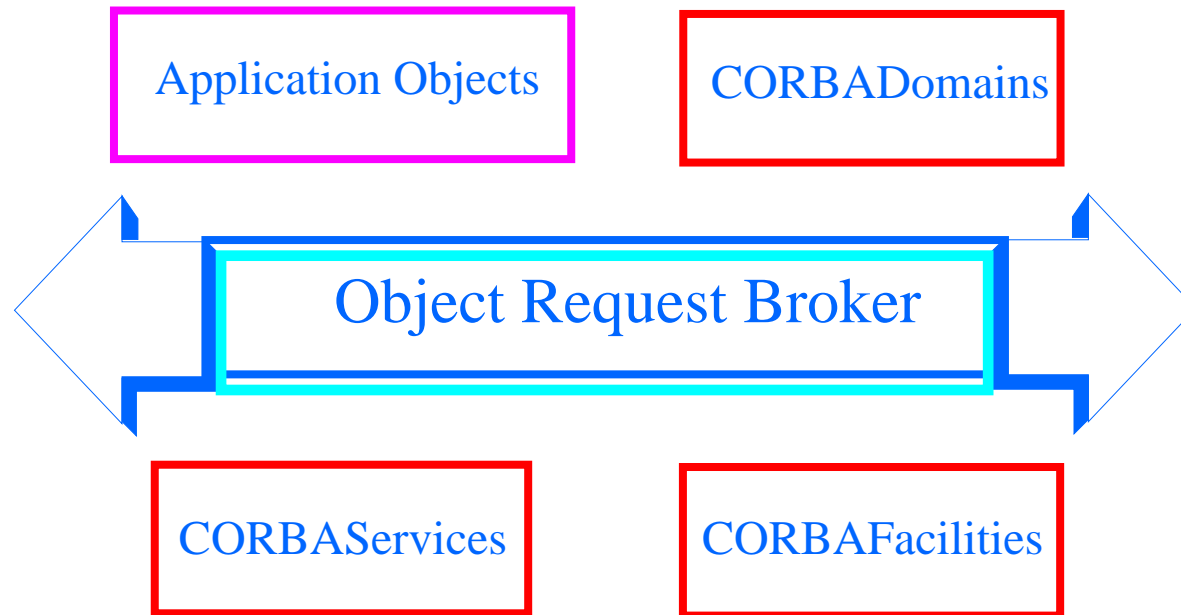 Application Objects
CORBADomains
Object Request Broker
CORBAServices
CORBAFacilities